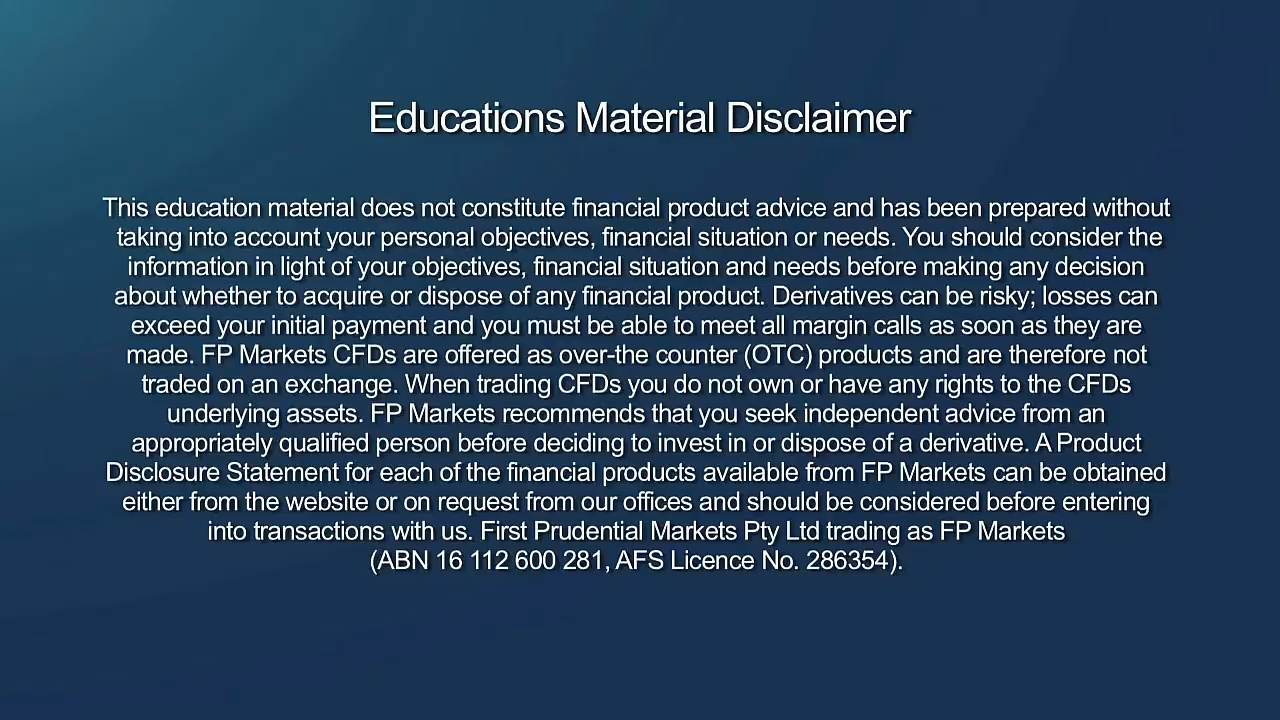 Educations Material Disclaimer
This education material does not constitute financial product advice and has been prepared without
taking into account your personal objectives, financial situation or needs. You should consider the
information in light of your objectives, financial situation and needs before making any decision
about whether to acquire or dispose of any financial product. Derivatives can be risky; losses can
exceed your initial payment and you must be able to meet all margin calls as soon as they are
made. FP Markets CFDs are offered as over-the counter (OTC) products and are therefore not
traded on an exchange. When trading CFDs you do not own or have any rights to the CFDs
underlying assets. FP Markets recommends that you seek independent advice from an
appropriately qualified person before deciding to invest in or dispose of a derivative. A Product
Disclosure Statement for each of the financial products available from FP Markets can be obtained
either from the website or on request from our offices and should be considered before entering
into transactions with us. First Prudential Markets Pty Ltd trading as FP Markets
(ABN 16 112 600 281, AFS Licence No. 286354).